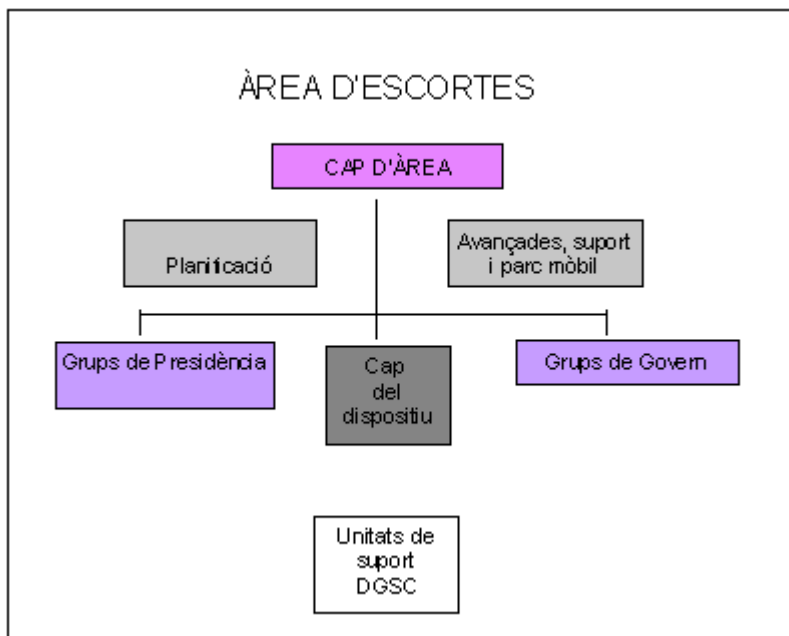 ÀREA D'ESCORTES
CAP D'ÀREA
Planificació
Avançades, suport
i parc mòbil
Grups de Presidència
Cap
del
dispositiu
Grups de Govern
Unitats de
suport
DGSC